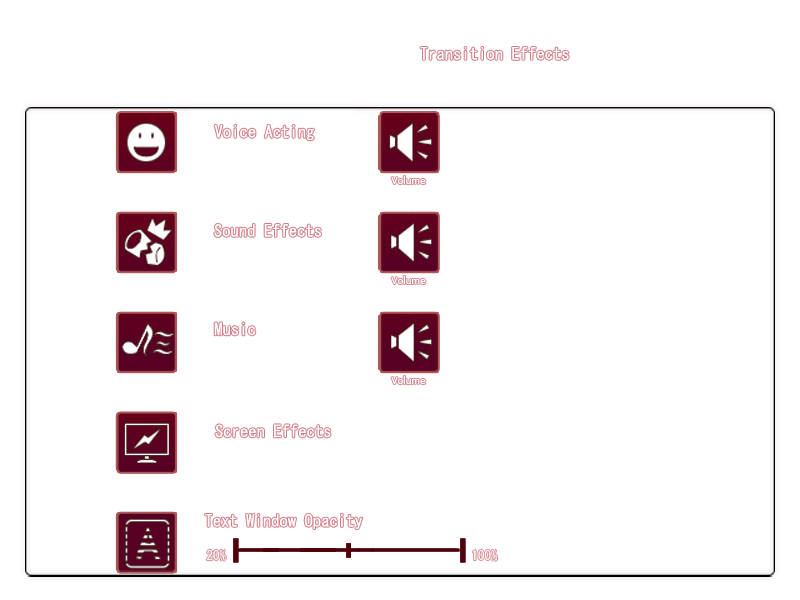 Transition Effects
Voice Acting
Volume
Sound Effects
Volume
Music
Volume
Screen Effects
Text Window Opacity
20% 100%